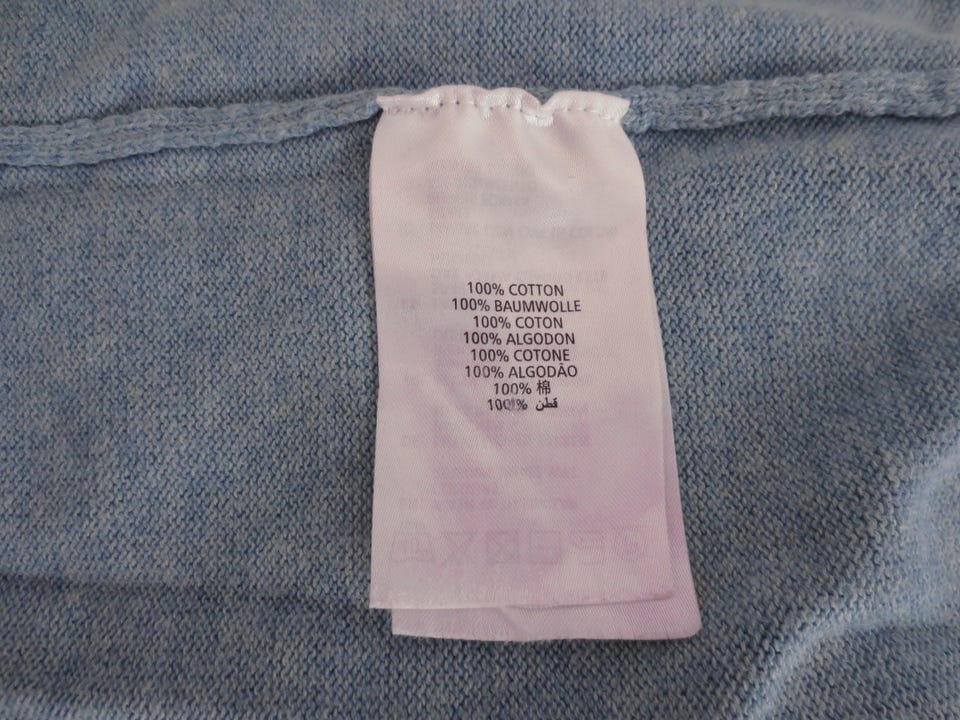 100% COTTON
100% BAUMWOLLE
100% COTON
100% ALGODON
100% COTONE
100% ALGODÃO
100% 棉
100% قطن